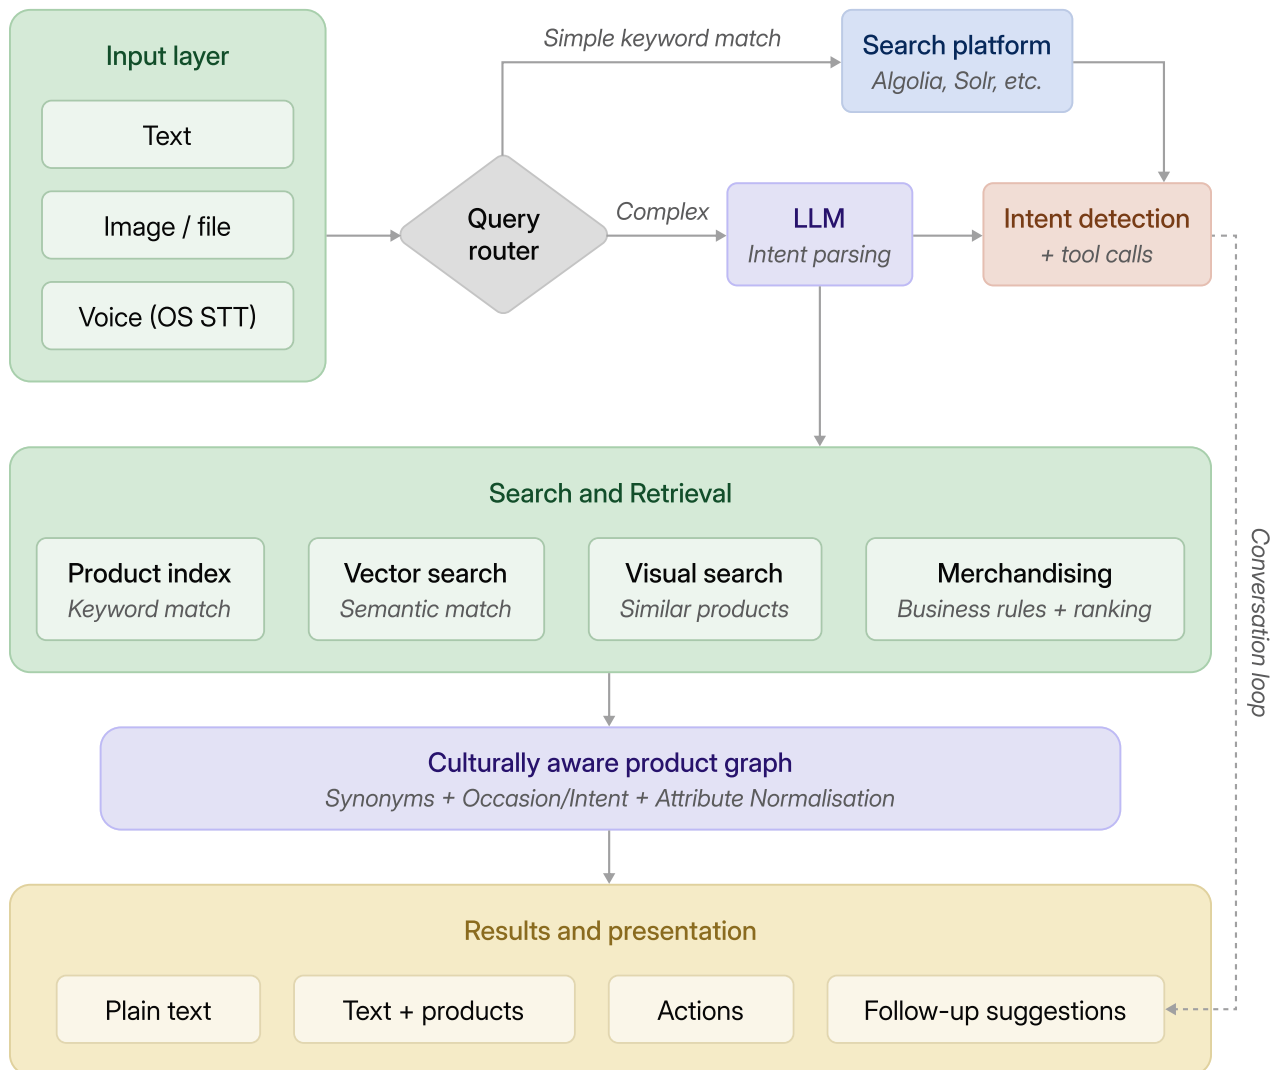 Input layer
Text
Image / file
Voice (OS STT)
Simple keyword match
Search platform
Algolia, Solr, etc.
Query
router
Complex
LLM
Intent parsing
Intent detection
+ tool calls
Search and Retrieval
Product index
Keyword match
Vector search
Semantic match
Visual search
Similar products
Merchandising
Business rules + ranking
Conversation loop
Culturally aware product graph
Synonyms + Occasion/Intent + Attribute Normalisation
Results and presentation
Plain text
Text + products
Actions
Follow-up suggestions